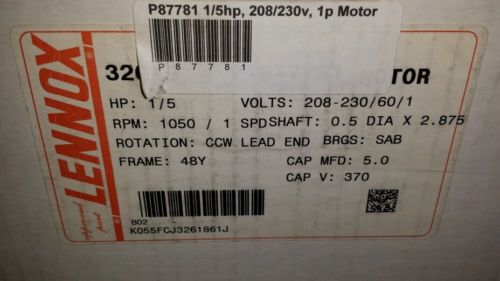 P87781 1/5hp, 208/230v, 1p Motor
P 8 7 7 8 1
LENNOX
approved part
HP: 1/5 VOLTS: 208-230/60/1
RPM: 1050 / 1 SPD SHAFT: 0.5 DIA X 2.875
ROTATION: CCW LEAD END BRGS: SAB
FRAME: 48Y CAP MFD: 5.0
CAP V: 370
B02
K055FCJ3261861J